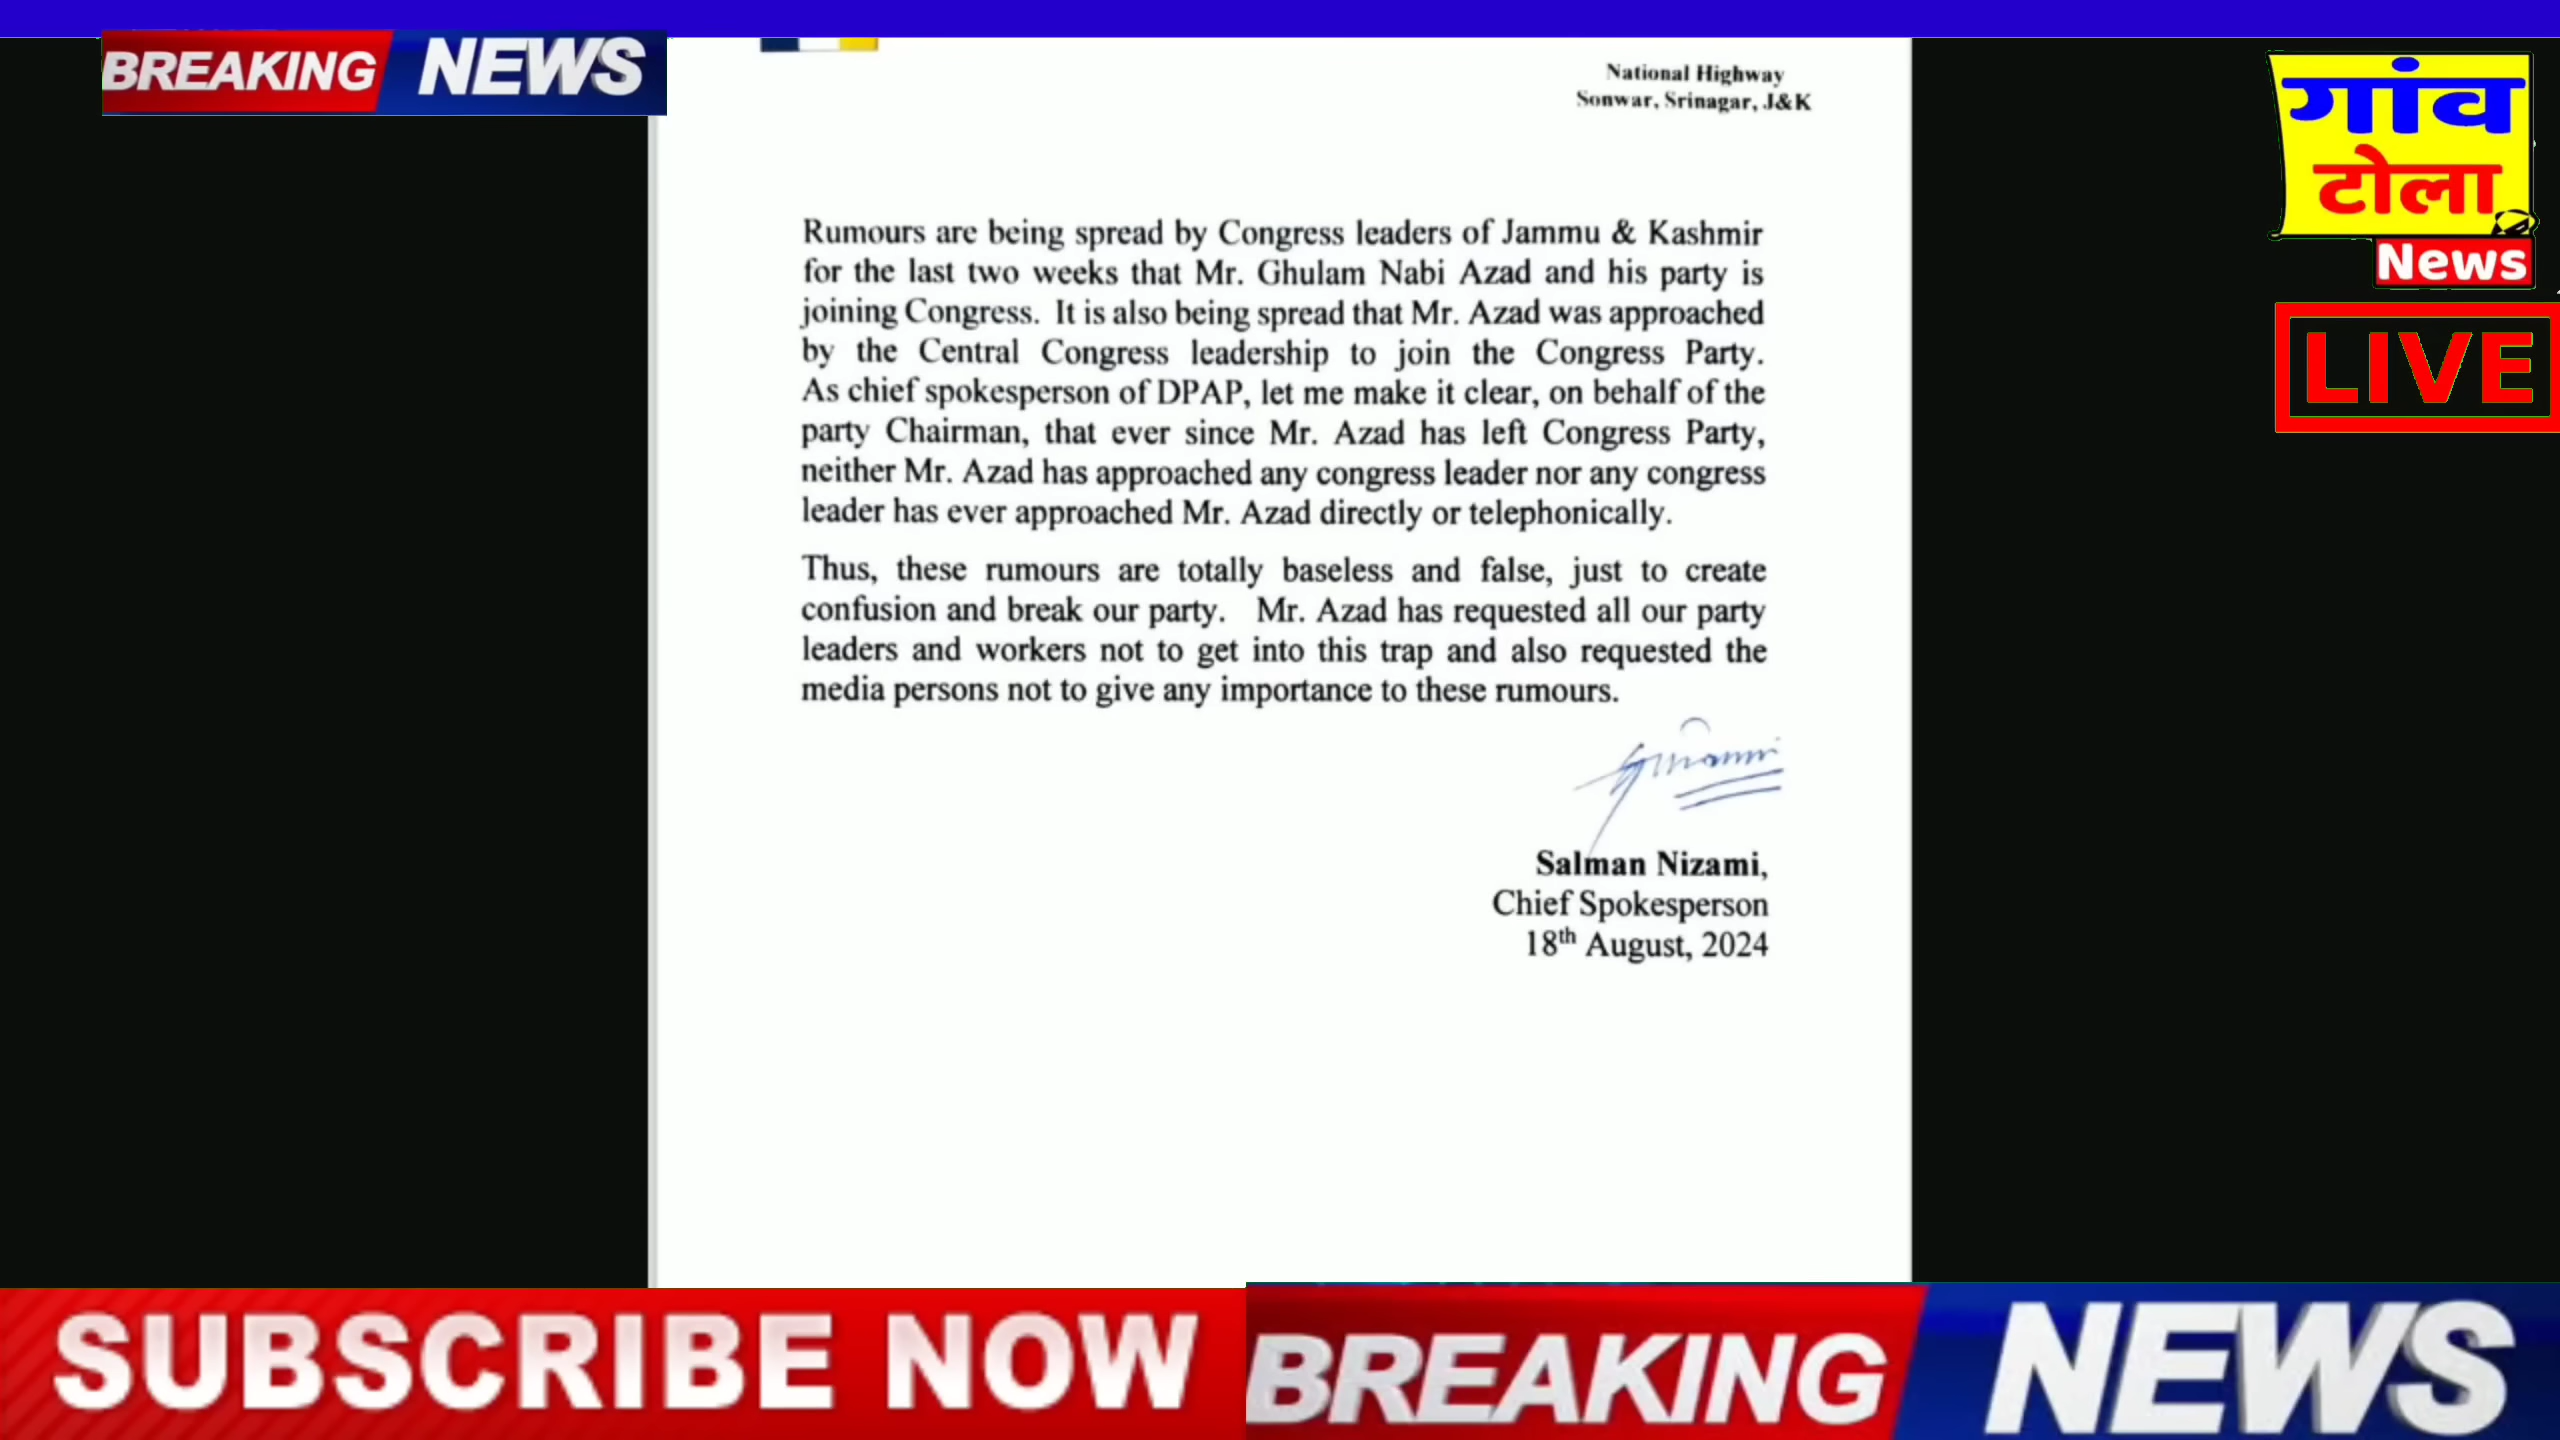 BREAKING NEWS
National Highway
Sonwar, Srinagar, J&K
गांव
टोला
News
LIVE
Rumours are being spread by Congress leaders of Jammu & Kashmir
for the last two weeks that Mr. Ghulam Nabi Azad and his party is
joining Congress. It is also being spread that Mr. Azad was approached
by the Central Congress leadership to join the Congress Party.
As chief spokesperson of DPAP, let me make it clear, on behalf of the
party Chairman, that ever since Mr. Azad has left Congress Party,
neither Mr. Azad has approached any congress leader nor any congress
leader has ever approached Mr. Azad directly or telephonically.
Thus, these rumours are totally baseless and false, just to create
confusion and break our party. Mr. Azad has requested all our party
leaders and workers not to get into this trap and also requested the
media persons not to give any importance to these rumours.
Salman Nizami,
Chief Spokesperson
18th August, 2024
SUBSCRIBE NOW
BREAKING NEWS